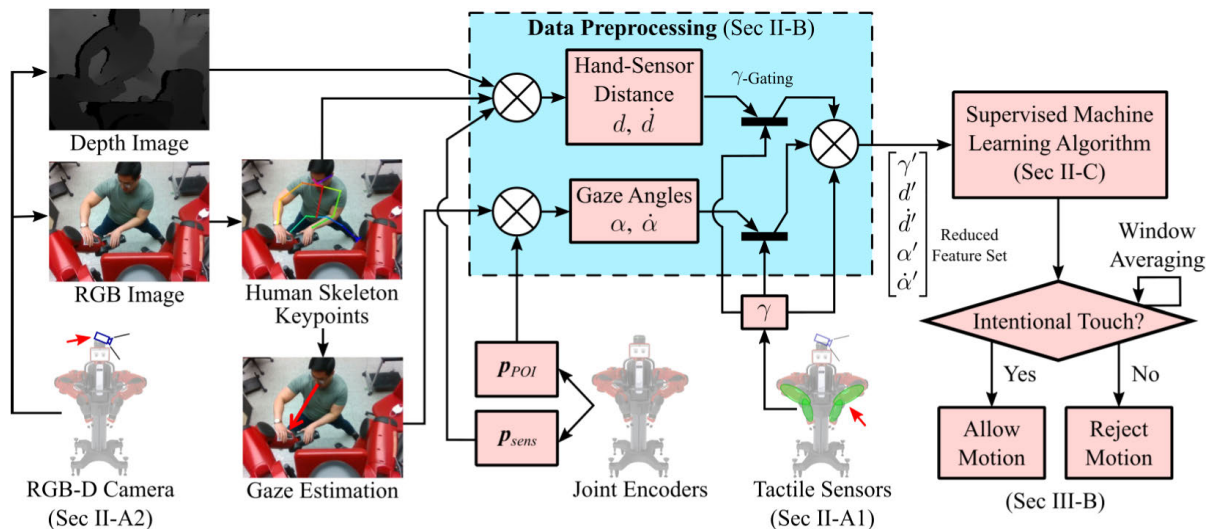 Data Preprocessing (Sec II-B)
Depth Image
RGB Image
RGB-D Camera
(Sec II-A2)
Human Skeleton
Keypoints
Gaze Estimation
Hand-Sensor
Distance
d, ḋ
γ-Gating
Gaze Angles
α, α̇
p_POI
p_sens
Joint Encoders
γ
Tactile Sensors
(Sec II-A1)
γ′
d′
ḋ′
α′
α̇′
Reduced
Feature Set
Supervised Machine
Learning Algorithm
(Sec II-C)
Window
Averaging
Intentional Touch?
Yes
No
Allow
Motion
Reject
Motion
(Sec III-B)